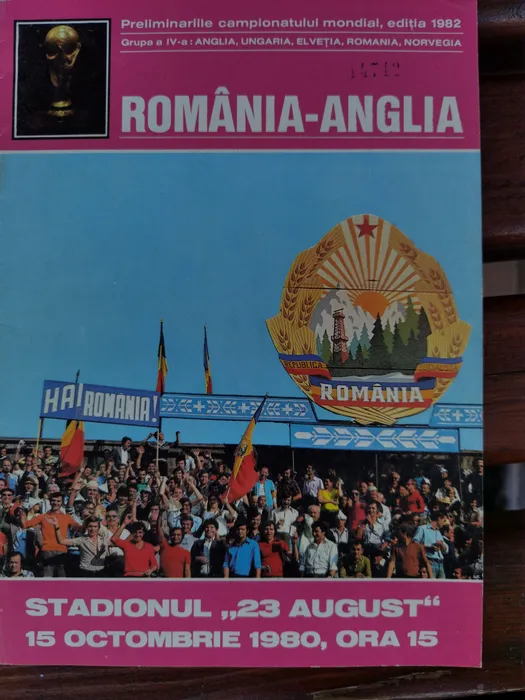 Preliminariile campionatului mondial, ediția 1982
Grupa a IV-a: ANGLIA, UNGARIA, ELVEȚIA, ROMANIA, NORVEGIA
14742
ROMÂNIA-ANGLIA
REPUBLICA
ROMÂNIA
HAI ROMÂNIA!
STADIONUL „23 AUGUST“
15 OCTOMBRIE 1980, ORA 15